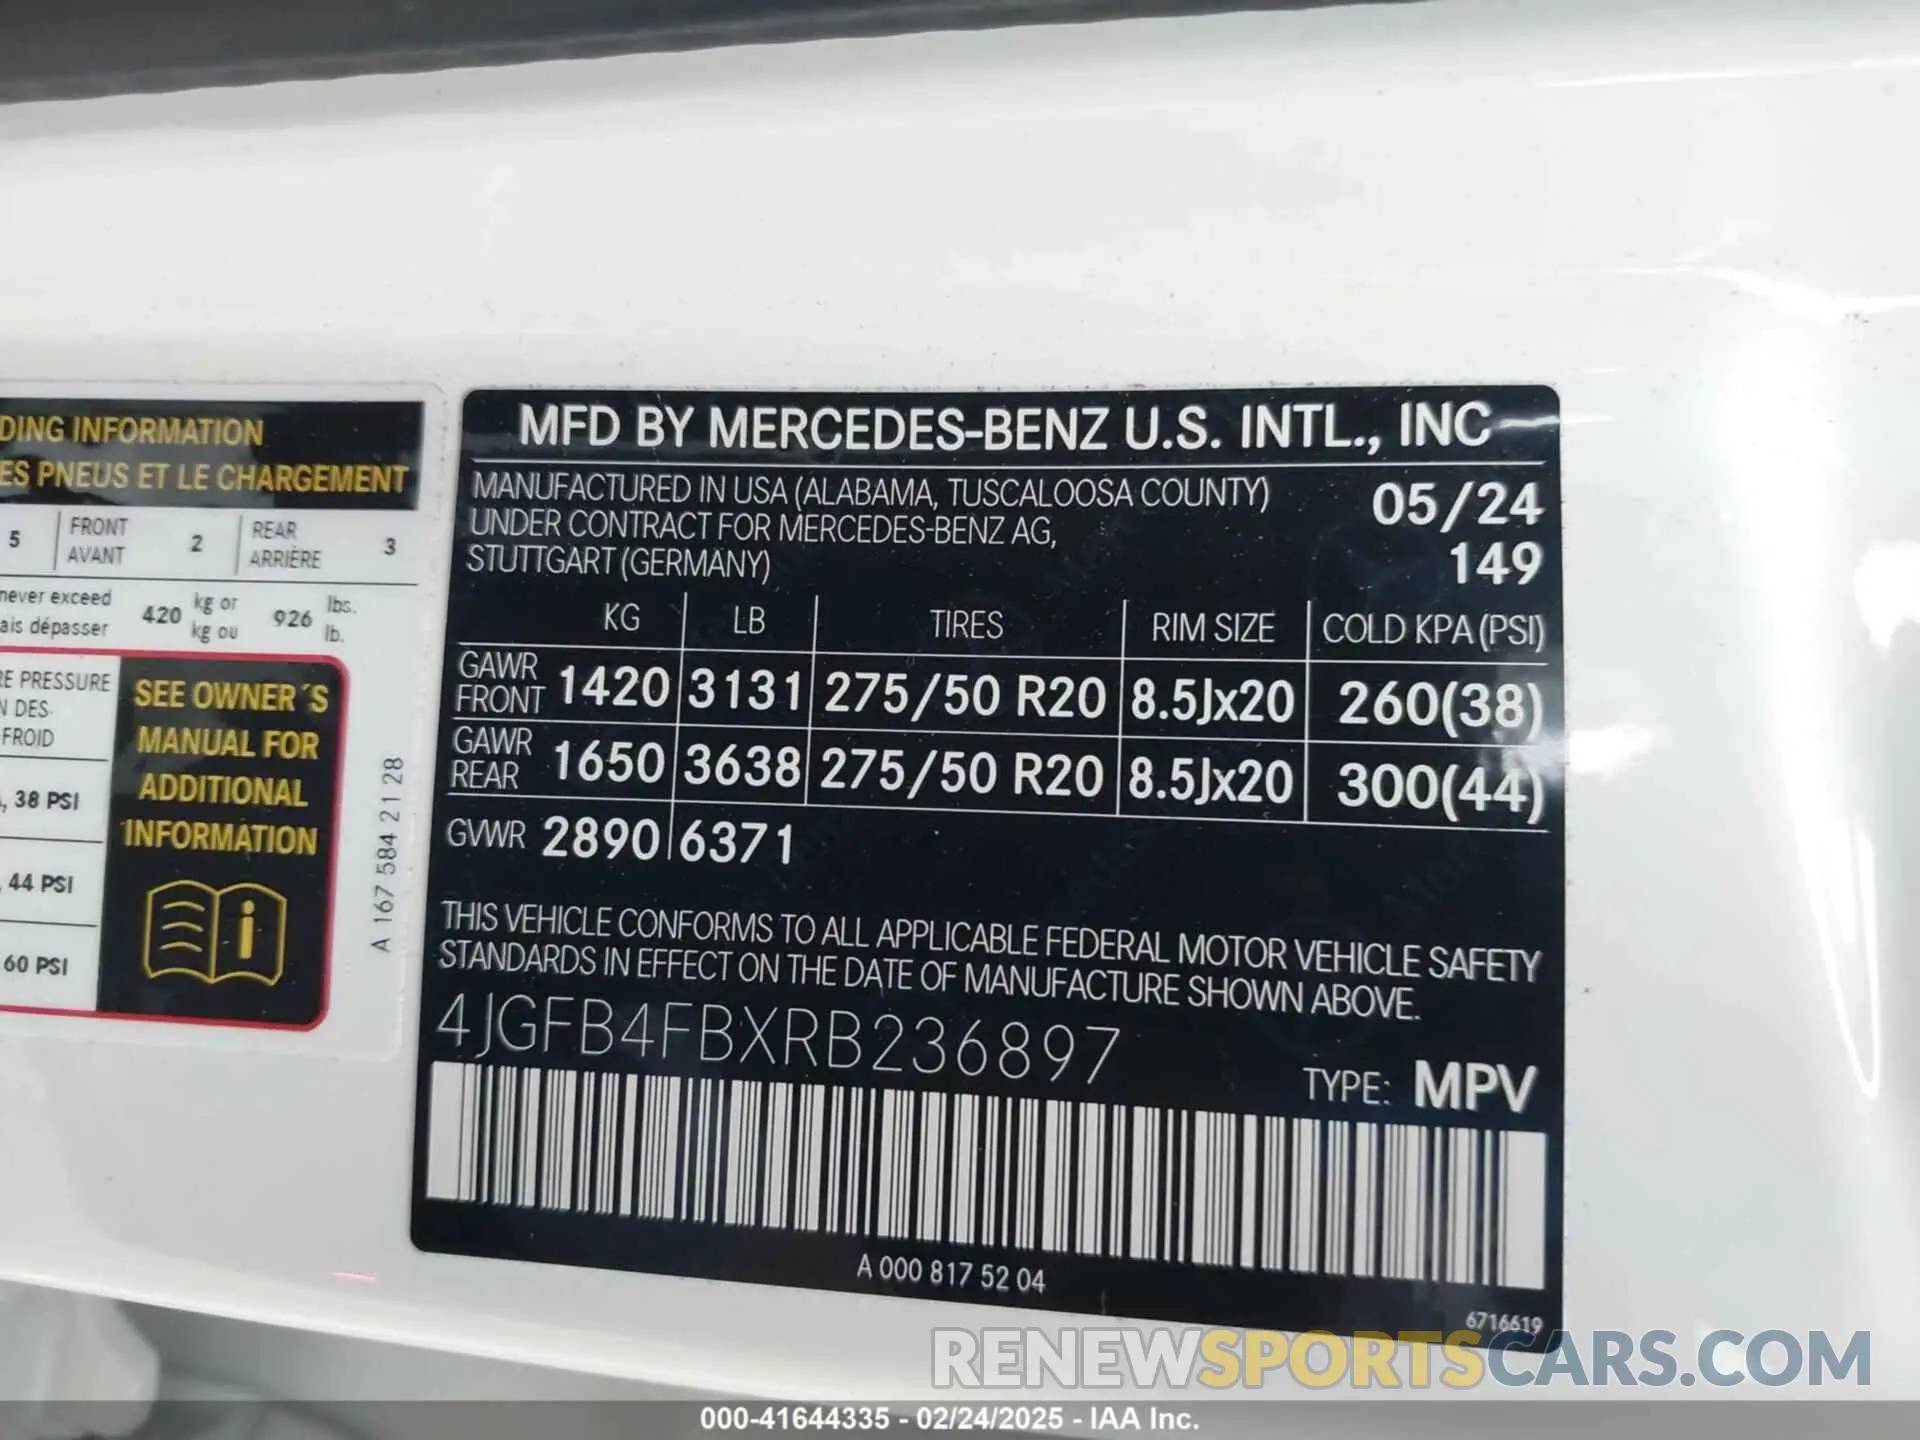 DING INFORMATION
ES PNEUS ET LE CHARGEMENT
5 FRONT AVANT 2 REAR ARRIÈRE 3
never exceed 420 kg or 926 lbs.
ais dépasser kg ou lb.
E PRESSURE
N DES
FROID
, 38 PSI
, 44 PSI
60 PSI
SEE OWNER´S
MANUAL FOR
ADDITIONAL
INFORMATION
i
A 167 584 21 28
MFD BY MERCEDES-BENZ U.S. INTL., INC
MANUFACTURED IN USA (ALABAMA, TUSCALOOSA COUNTY) 05/24
UNDER CONTRACT FOR MERCEDES-BENZ AG,
STUTTGART (GERMANY) 149
KG LB TIRES RIM SIZE COLD KPA (PSI)
GAWR FRONT 1420 3131 275/50 R20 8.5Jx20 260(38)
GAWR REAR 1650 3638 275/50 R20 8.5Jx20 300(44)
GVWR 2890 6371
THIS VEHICLE CONFORMS TO ALL APPLICABLE FEDERAL MOTOR VEHICLE SAFETY
STANDARDS IN EFFECT ON THE DATE OF MANUFACTURE SHOWN ABOVE.
4JGFB4FBXRB236897
TYPE: MPV
A 000 817 52 04
6716619
RENEWSPORTSCARS.COM
000-41644335 - 02/24/2025 - IAA Inc.